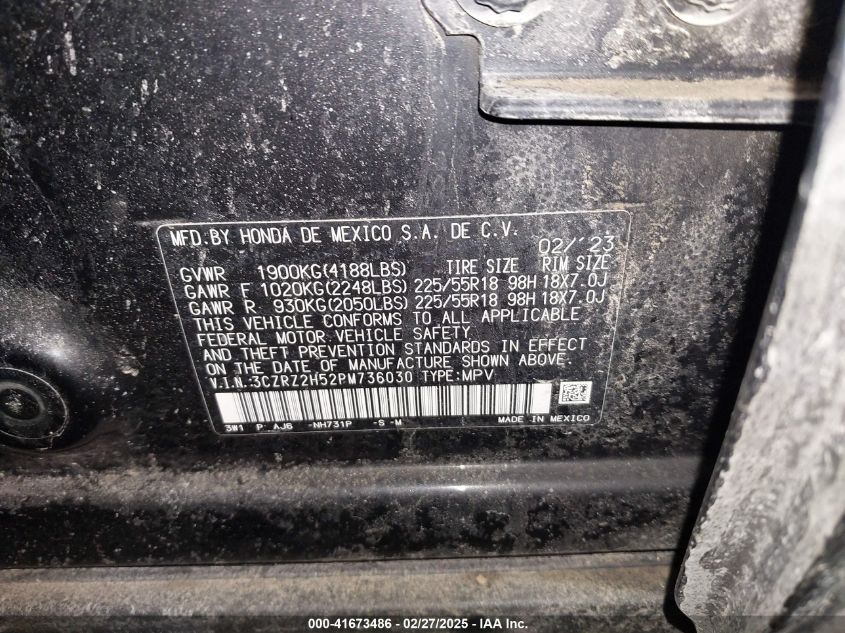 MFD.BY HONDA DE MEXICO S.A. DE C.V. 02/'23
GVWR 1900KG(4188LBS) TIRE SIZE RIM SIZE
GAWR F 1020KG(2248LBS) 225/55R18 98H 18X7.0J
GAWR R 930KG(2050LBS) 225/55R18 98H 18X7.0J
THIS VEHICLE CONFORMS TO ALL APPLICABLE
FEDERAL MOTOR VEHICLE SAFETY
AND THEFT PREVENTION STANDARDS IN EFFECT
ON THE DATE OF MANUFACTURE SHOWN ABOVE.
V.I.N.3CZRZ2H52PM736030 TYPE:MPV
3W1 P- AJ6 -NH731P -S -M MADE IN MEXICO
000-41673486 - 02/27/2025 - IAA Inc.